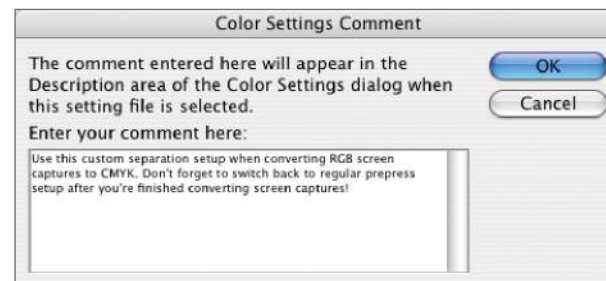 Color Settings Comment
The comment entered here will appear in the
Description area of the Color Settings dialog when
this setting file is selected.
OK
Cancel
Enter your comment here:
Use this custom separation setup when converting RGB screen
captures to CMYK. Don't forget to switch back to regular prepress
setup after you're finished converting screen captures!